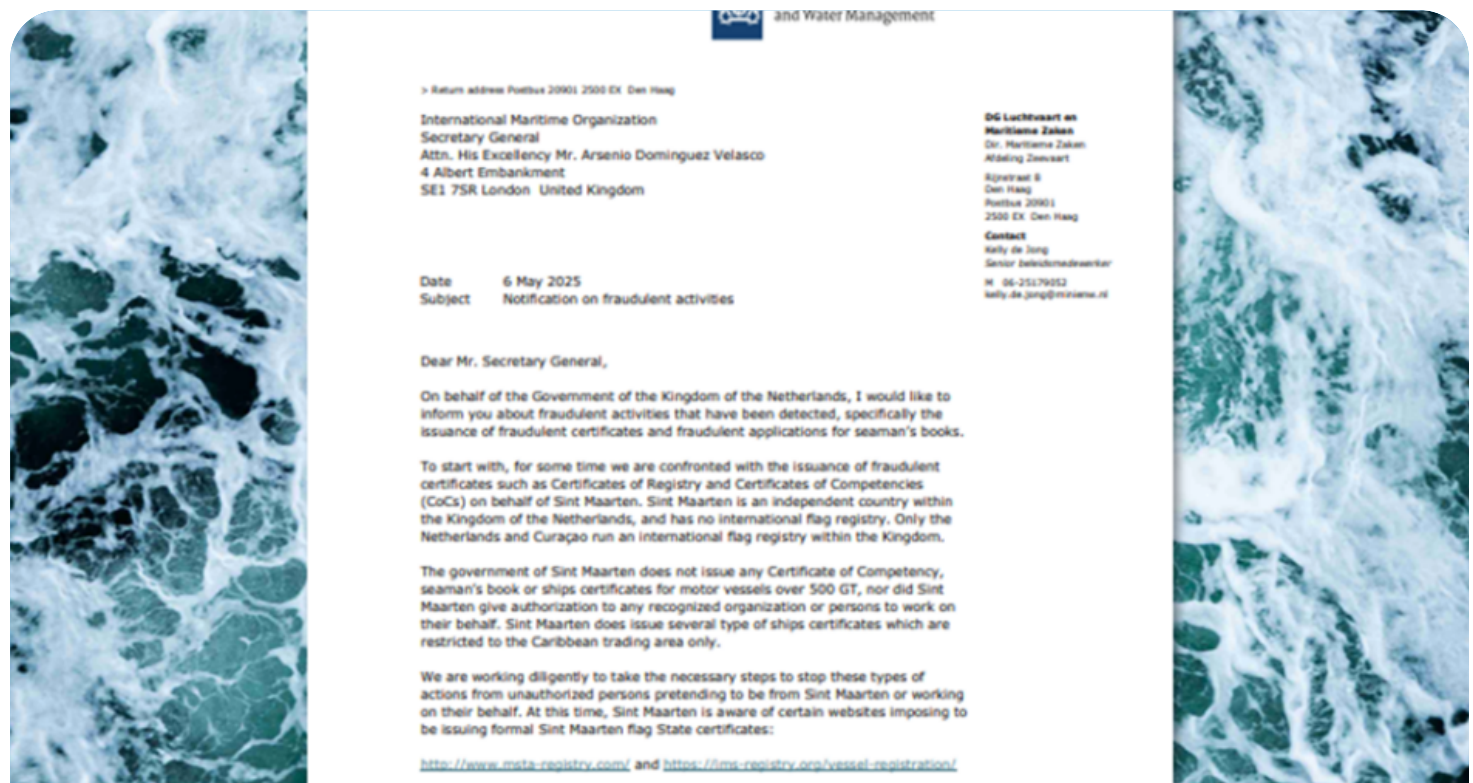 and Water Management
> Return address Postbus 20901 2500 EX Den Haag
International Maritime Organization
Secretary General
Attn. His Excellency Mr. Arsenio Dominguez Velasco
4 Albert Embankment
SE1 7SR London United Kingdom
DG Luchtvaart en
Maritieme Zaken
Dir. Maritieme Zaken
Afdeling Zeevaart
Rijnstraat 8
Den Haag
Postbus 20901
2500 EX Den Haag
Contact
Kelly de Jong
Senior beleidsmedewerker
M 06-25179052
kelly.de.jong@minienw.nl
Date 6 May 2025
Subject Notification on fraudulent activities
Dear Mr. Secretary General,
On behalf of the Government of the Kingdom of the Netherlands, I would like to
inform you about fraudulent activities that have been detected, specifically the
issuance of fraudulent certificates and fraudulent applications for seaman's books.
To start with, for some time we are confronted with the issuance of fraudulent
certificates such as Certificates of Registry and Certificates of Competencies
(CoCs) on behalf of Sint Maarten. Sint Maarten is an independent country within
the Kingdom of the Netherlands, and has no international flag registry. Only the
Netherlands and Curaçao run an international flag registry within the Kingdom.
The government of Sint Maarten does not issue any Certificate of Competency,
seaman's book or ships certificates for motor vessels over 500 GT, nor did Sint
Maarten give authorization to any recognized organization or persons to work on
their behalf. Sint Maarten does issue several type of ships certificates which are
restricted to the Caribbean trading area only.
We are working diligently to take the necessary steps to stop these types of
actions from unauthorized persons pretending to be from Sint Maarten or working
on their behalf. At this time, Sint Maarten is aware of certain websites imposing to
be issuing formal Sint Maarten flag State certificates:
http://www.msta-registry.com/ and https://ims-registry.org/vessel-registration/